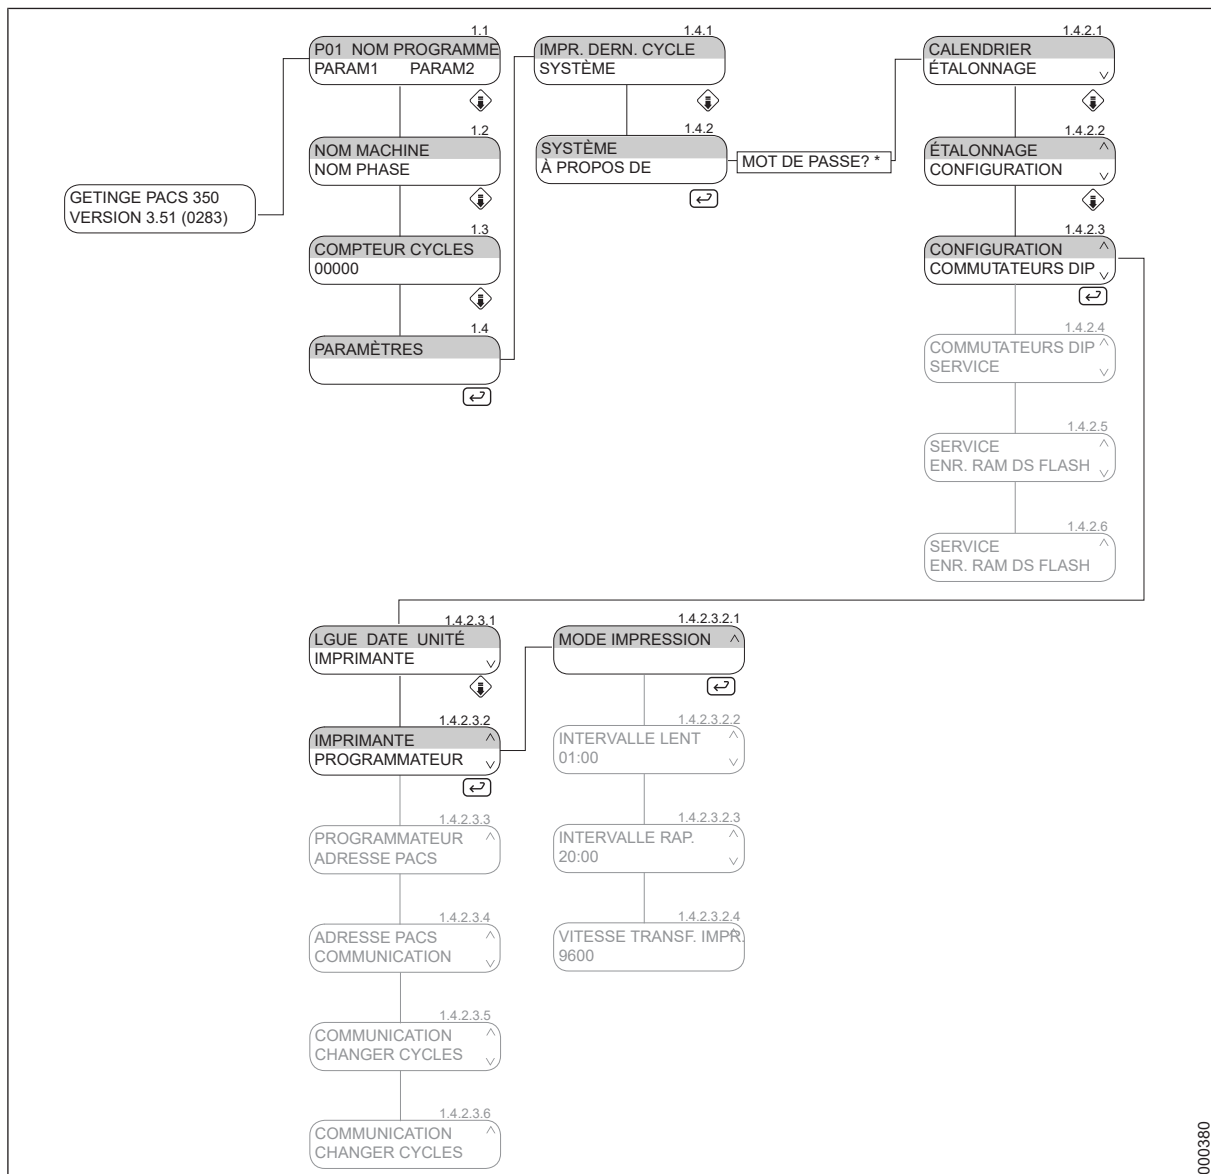 GETINGE PACS 350
VERSION 3.51 (0283)
1.1
P01 NOM PROGRAMME
PARAM1 PARAM2
1.2
NOM MACHINE
NOM PHASE
1.3
COMPTEUR CYCLES
00000
1.4
PARAMÈTRES
1.4.1
IMPR. DERN. CYCLE
SYSTÈME
1.4.2
SYSTÈME
À PROPOS DE
MOT DE PASSE? *
1.4.2.1
CALENDRIER
ÉTALONNAGE
1.4.2.2
ÉTALONNAGE
CONFIGURATION
1.4.2.3
CONFIGURATION
COMMUTATEURS DIP
1.4.2.4
COMMUTATEURS DIP
SERVICE
1.4.2.5
SERVICE
ENR. RAM DS FLASH
1.4.2.6
SERVICE
ENR. RAM DS FLASH
1.4.2.3.1
LGUE DATE UNITÉ
IMPRIMANTE
1.4.2.3.2
IMPRIMANTE
PROGRAMMATEUR
1.4.2.3.3
PROGRAMMATEUR
ADRESSE PACS
1.4.2.3.4
ADRESSE PACS
COMMUNICATION
1.4.2.3.5
COMMUNICATION
CHANGER CYCLES
1.4.2.3.6
COMMUNICATION
CHANGER CYCLES
1.4.2.3.2.1
MODE IMPRESSION
1.4.2.3.2.2
INTERVALLE LENT
01:00
1.4.2.3.2.3
INTERVALLE RAP.
20:00
1.4.2.3.2.4
VITESSE TRANSF. IMPR.
9600
000380